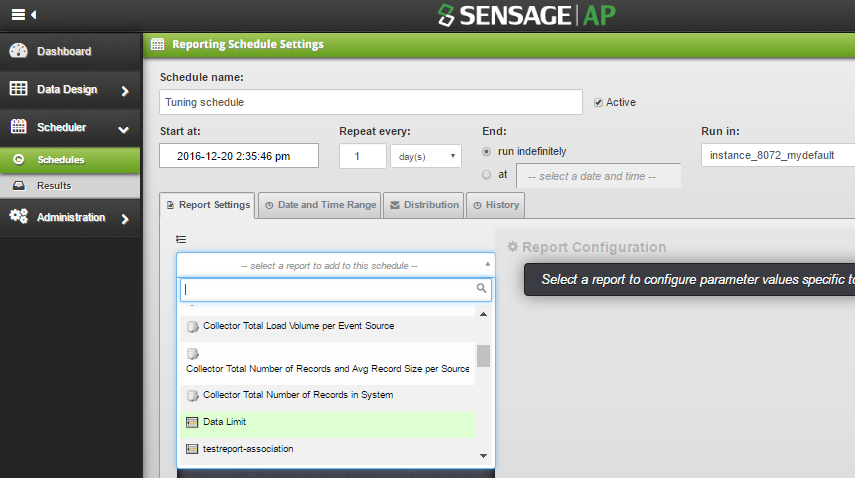 SENSAGE AP
Dashboard
Data Design
Scheduler
Schedules
Results
Administration
Reporting Schedule Settings
Schedule name:
Tuning schedule
Active
Start at:
Repeat every:
End:
Run in:
2016-12-20 2:35:46 pm
1
day(s)
run indefinitely
at
-- select a date and time --
instance_8072_mydefault
Report Settings
Date and Time Range
Distribution
History
-- select a report to add to this schedule --
Collector Total Load Volume per Event Source
Collector Total Number of Records and Avg Record Size per Source
Collector Total Number of Records in System
Data Limit
testreport-association
Report Configuration
Select a report to configure parameter values specific to